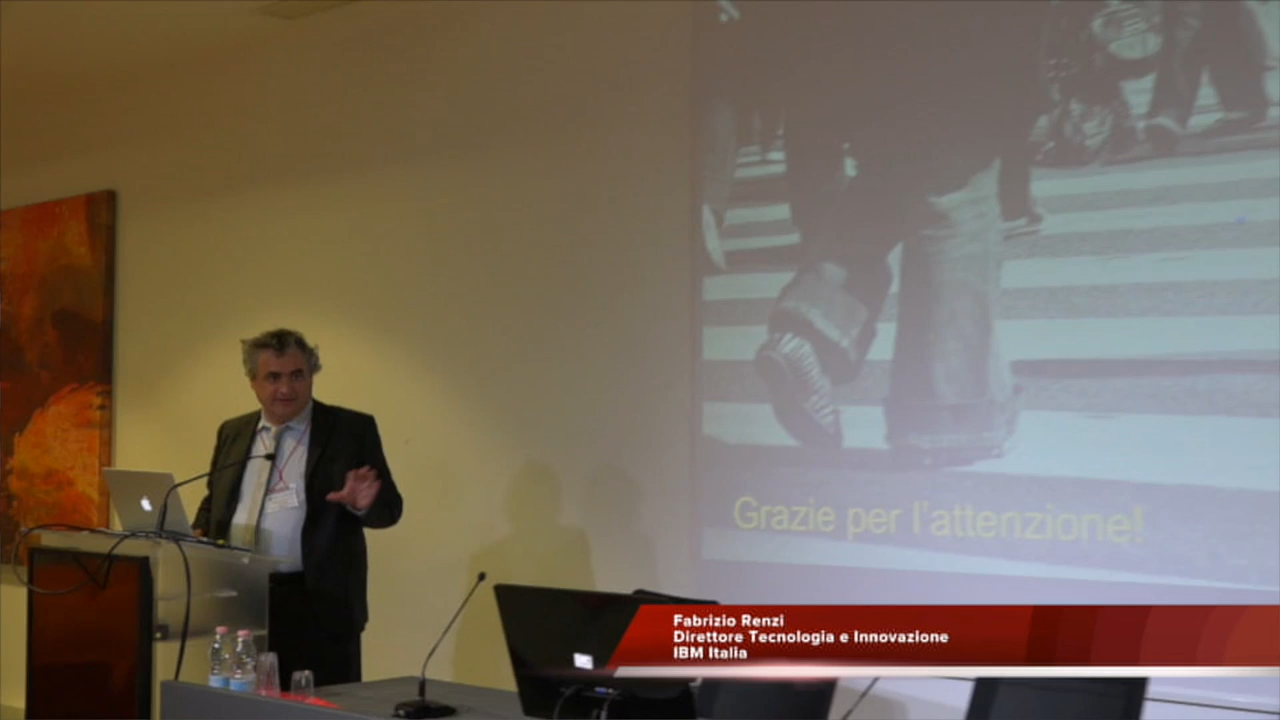 Grazie per l'attenzione!
Fabrizio Renzi
Direttore Tecnologia e Innovazione
IBM Italia